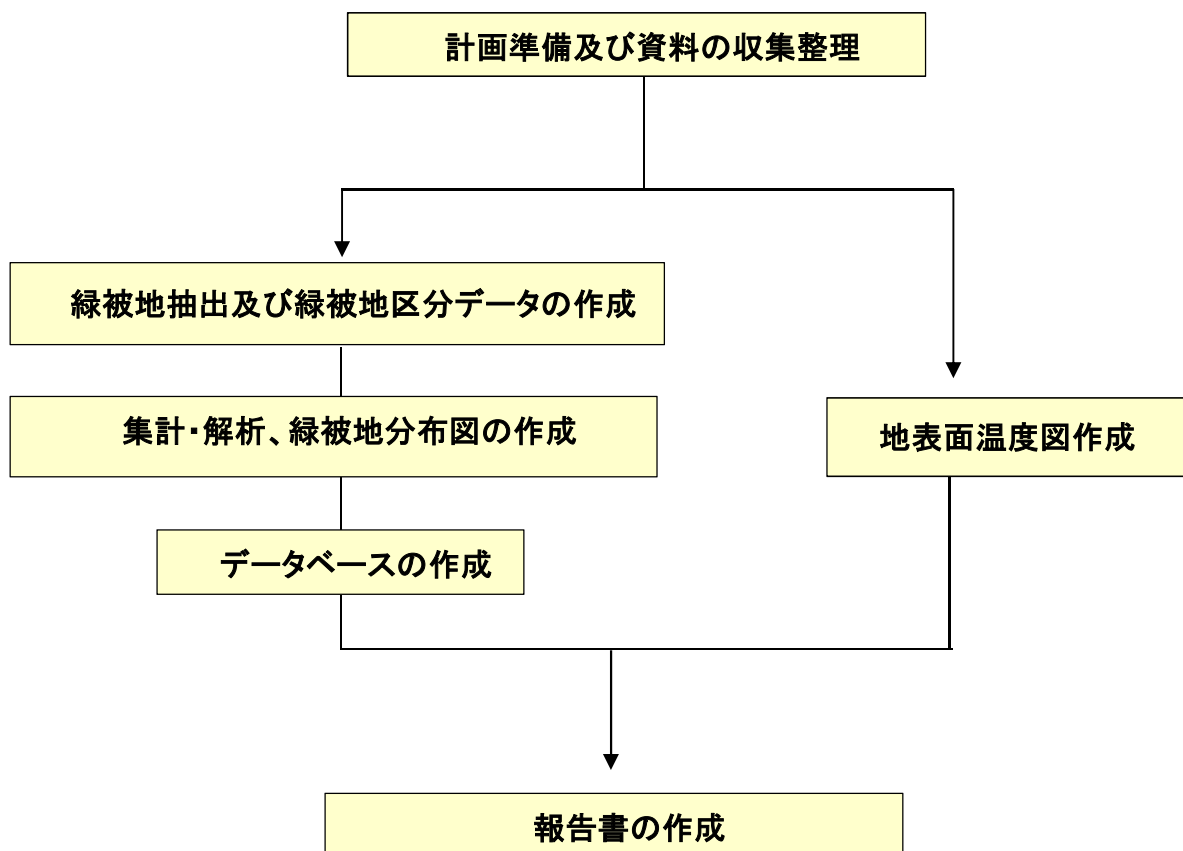 計画準備及び資料の収集整理
緑被地抽出及び緑被地区分データの作成
集計・解析、緑被地分布図の作成
地表面温度図作成
データベースの作成
報告書の作成